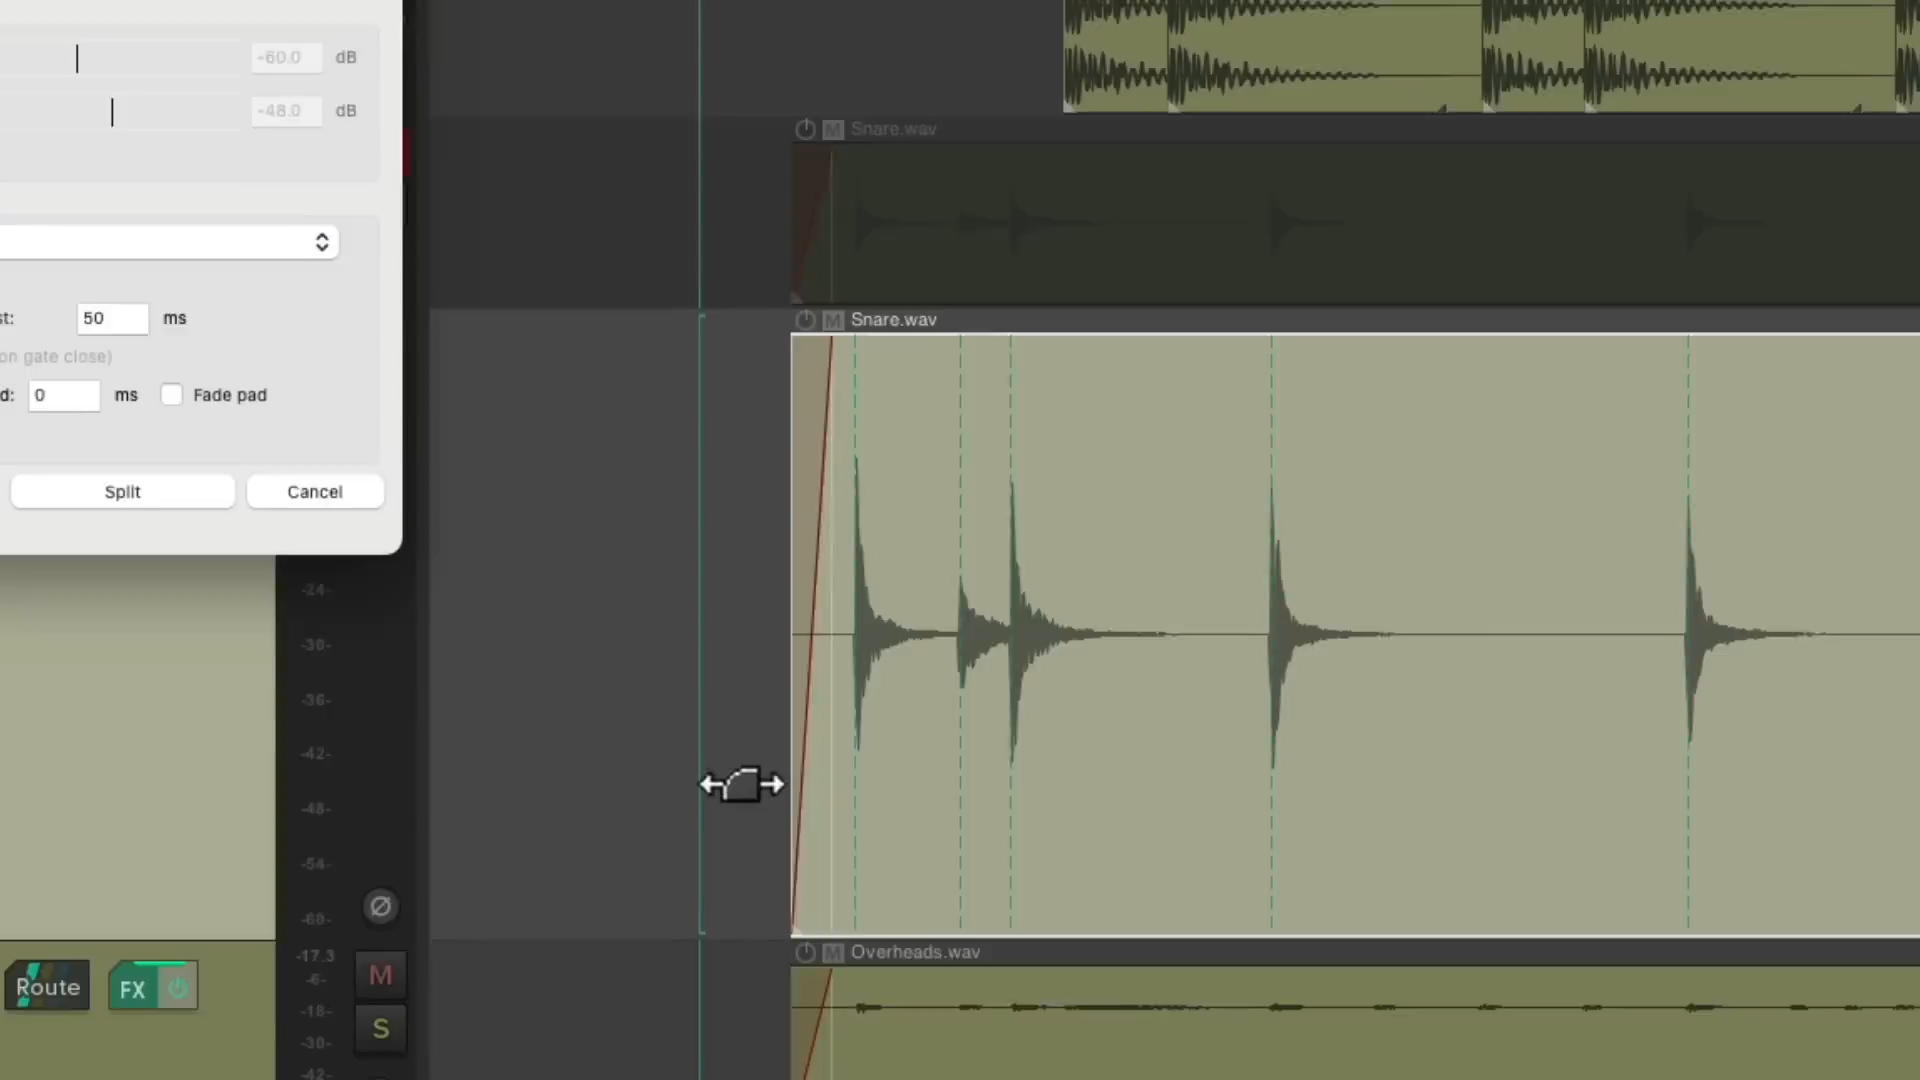 -60.0 dB
-48.0 dB
M Snare.wav
st: 50 ms
M Snare.wav
on gate close)
d: 0 ms Fade pad
Split Cancel
-24-
-30-
-36-
-42-
-48-
-54-
-60-
Ø
M Overheads.wav
-17.3
-6-
M
Route FX
-18-
S
-30-
-42-